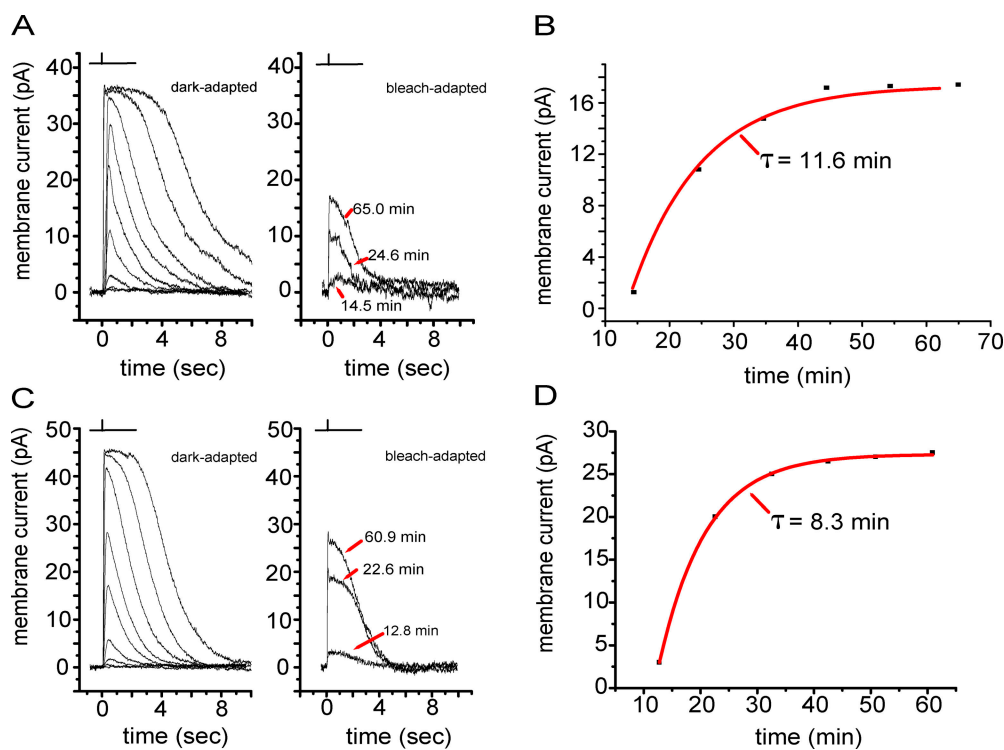 A
40
30
20
10
0
membrane current (pA)
dark-adapted
0
4
8
time (sec)
40
30
20
10
0
bleach-adapted
65.0 min
24.6 min
14.5 min
0
4
8
time (sec)
B
16
12
8
4
0
membrane current (pA)
τ = 11.6 min
10
20
30
40
50
60
70
time (min)
C
50
40
30
20
10
0
membrane current (pA)
dark-adapted
0
4
8
time (sec)
50
40
30
20
10
0
bleach-adapted
60.9 min
22.6 min
12.8 min
0
4
8
time (sec)
D
30
25
20
15
10
5
0
membrane current (pA)
τ = 8.3 min
10
20
30
40
50
60
time (min)